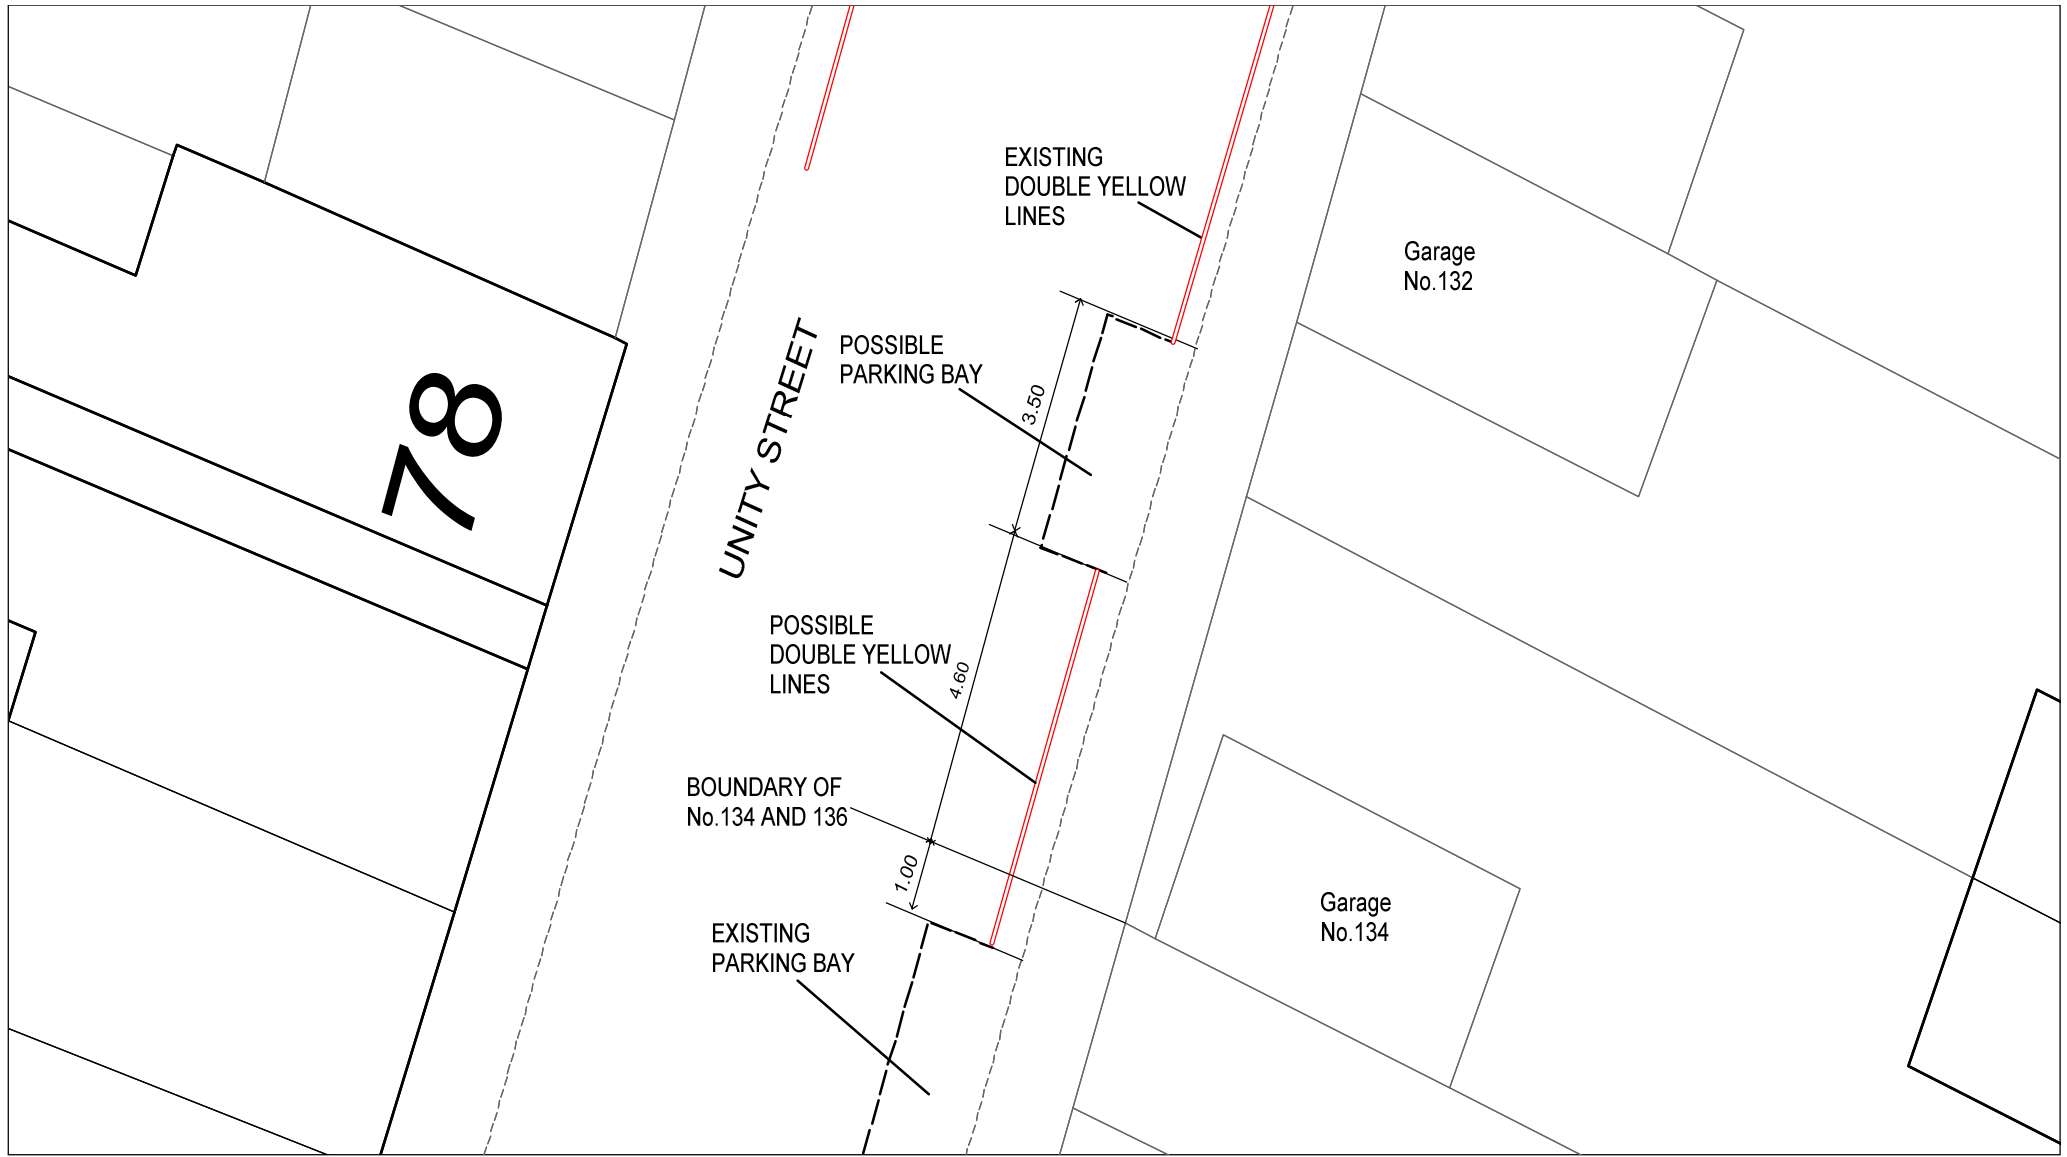 EXISTING
DOUBLE YELLOW
LINES
Garage
No.132
POSSIBLE
PARKING BAY
3.50
78
UNITY STREET
POSSIBLE
DOUBLE YELLOW
LINES
4.60
BOUNDARY OF
No.134 AND 136
1.00
Garage
No.134
EXISTING
PARKING BAY